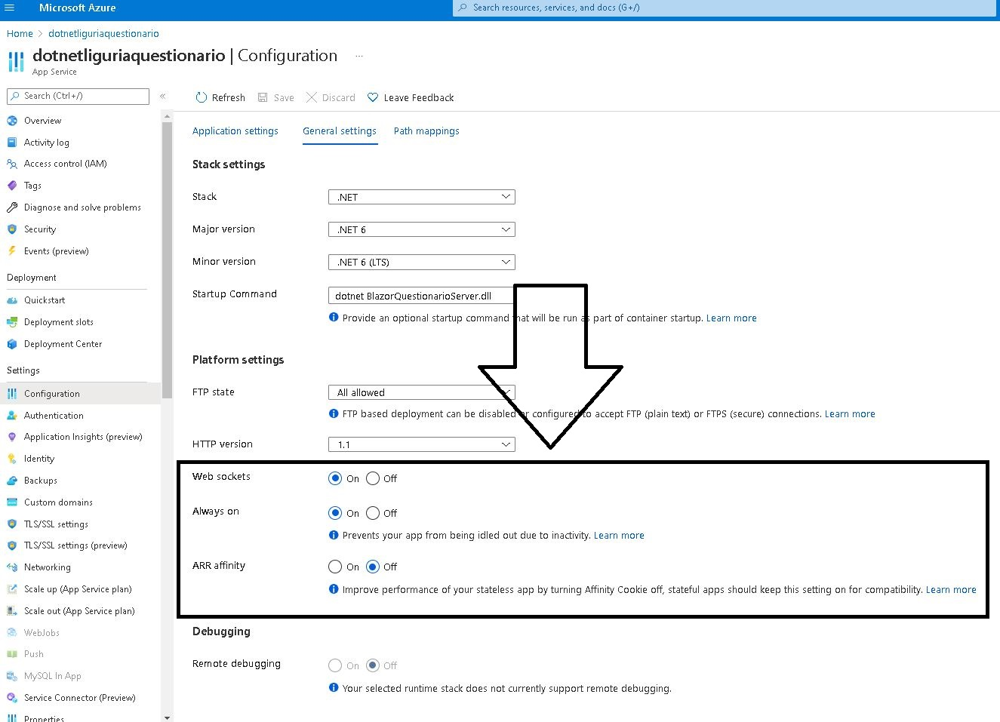 Microsoft Azure
Search resources, services, and docs (G+/)
Home > dotnetliguriaquestionario
dotnetliguriaquestionario | Configuration ...
App Service
Search (Ctrl+/)
«
Overview
Activity log
Access control (IAM)
Tags
Diagnose and solve problems
Security
Events (preview)
Deployment
Quickstart
Deployment slots
Deployment Center
Settings
Configuration
Authentication
Application Insights (preview)
Identity
Backups
Custom domains
TLS/SSL settings
TLS/SSL settings (preview)
Networking
Scale up (App Service plan)
Scale out (App Service plan)
WebJobs
Push
MySQL In App
Service Connector (Preview)
Properties
Refresh Save Discard Leave Feedback
Application settings General settings Path mappings
Stack settings
Stack .NET
Major version .NET 6
Minor version .NET 6 (LTS)
Startup Command dotnet BlazorQuestionarioServer.dll
Provide an optional startup command that will be run as part of container startup. Learn more
Platform settings
FTP state All allowed
FTP based deployment can be disabled or configured to accept FTP (plain text) or FTPS (secure) connections. Learn more
HTTP version 1.1
Web sockets On Off
Always on On Off
Prevents your app from being idled out due to inactivity. Learn more
ARR affinity On Off
Improve performance of your stateless app by turning Affinity Cookie off, stateful apps should keep this setting on for compatibility. Learn more
Debugging
Remote debugging On Off
Your selected runtime stack does not currently support remote debugging.